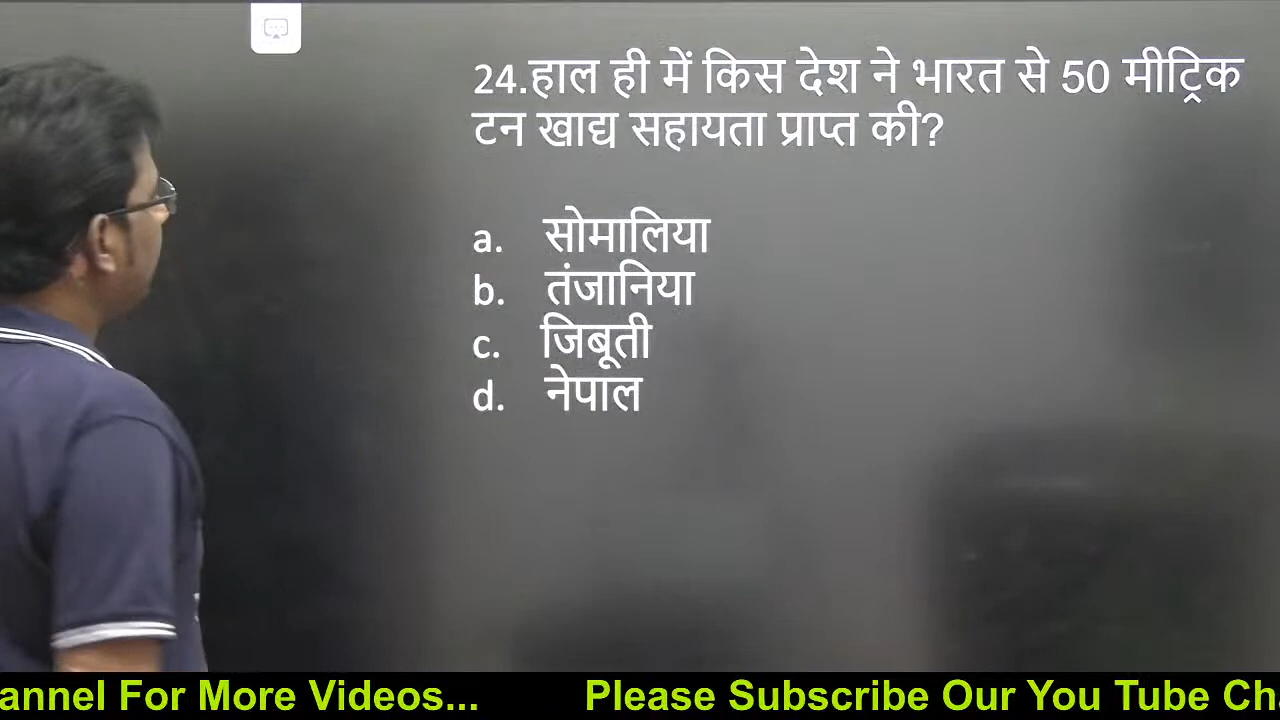 24.हाल ही में किस देश ने भारत से 50 मीट्रिक
टन खाद्य सहायता प्राप्त की?
a. सोमालिया
b. तंजानिया
c. जिबूती
d. नेपाल
annel For More Videos... Please Subscribe Our You Tube Ch